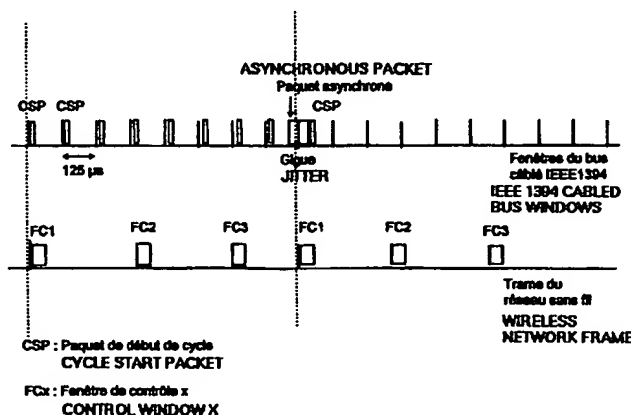 ASYNCHRONOUS PACKET
Paquet asynchrone
CSP CSP CSP
125 µs
Gigue
JITTER
Fenêtres du bus
câblé IEEE1394
IEEE 1394 CABLED
BUS WINDOWS
FC1 FC2 FC3 FC1 FC2 FC3
Trame du
réseau sans fil
WIRELESS
NETWORK FRAME
CSP : Paquet de début de cycle
CYCLE START PACKET
FCx : Fenêtre de contrôle x
CONTROL WINDOW X